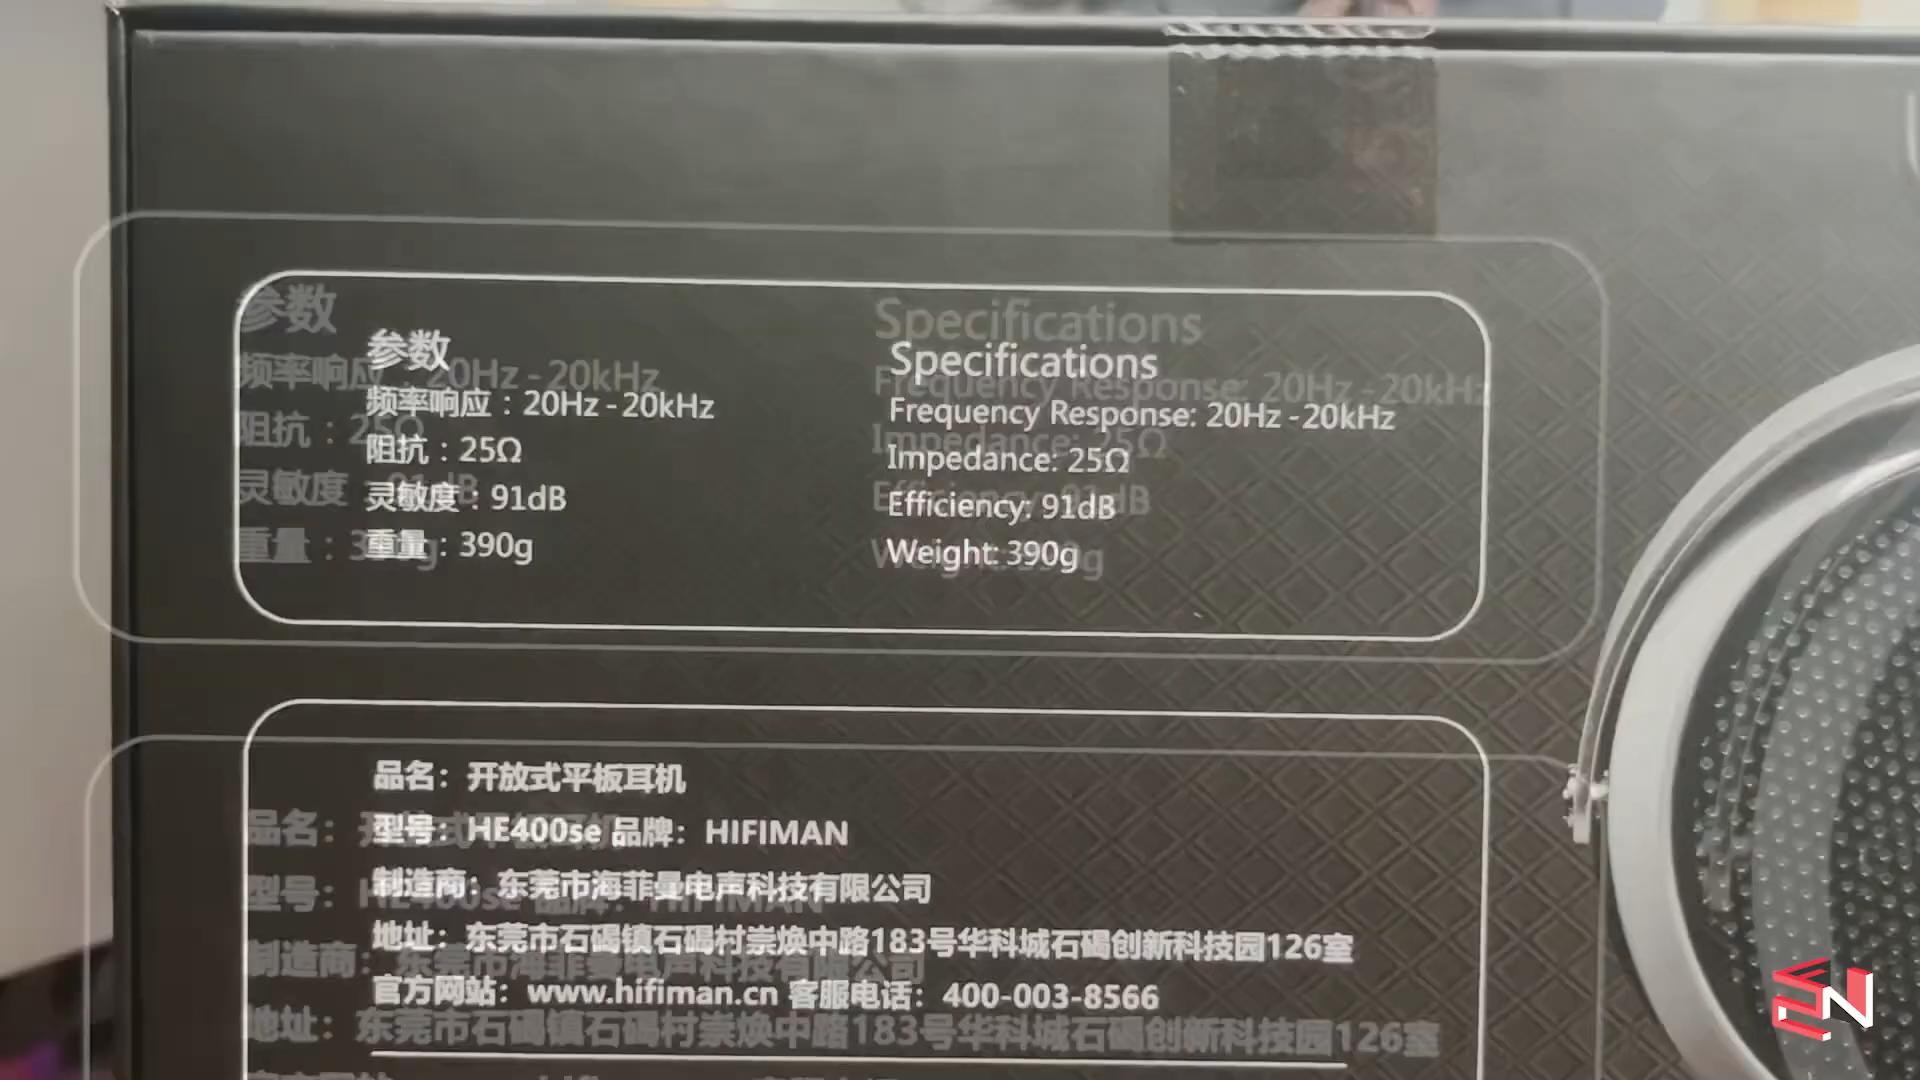 参数
频率响应：20Hz-20kHz
阻抗：25Ω
灵敏度：91dB
重量：390g
Specifications
Frequency Response: 20Hz-20kHz
Impedance: 25Ω
Efficiency: 91dB
Weight: 390g
品名：开放式平板耳机
型号：HE400se 品牌：HIFIMAN
制造商：东莞市海菲曼电声科技有限公司
地址：东莞市石碣镇石碣村崇焕中路183号华科城石碣创新科技园126室
官方网站：www.hifiman.cn 客服电话：400-003-8566
EN